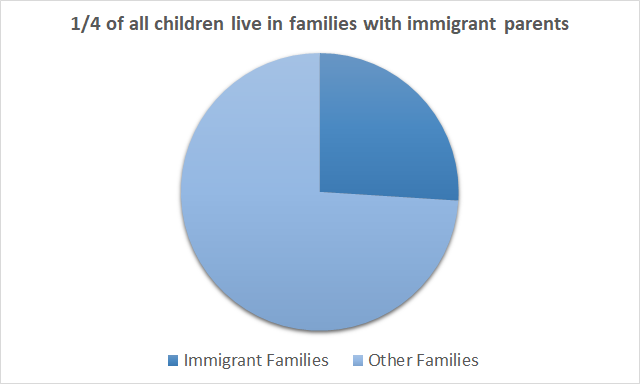 1/4 of all children live in families with immigrant parents
Immigrant Families Other Families